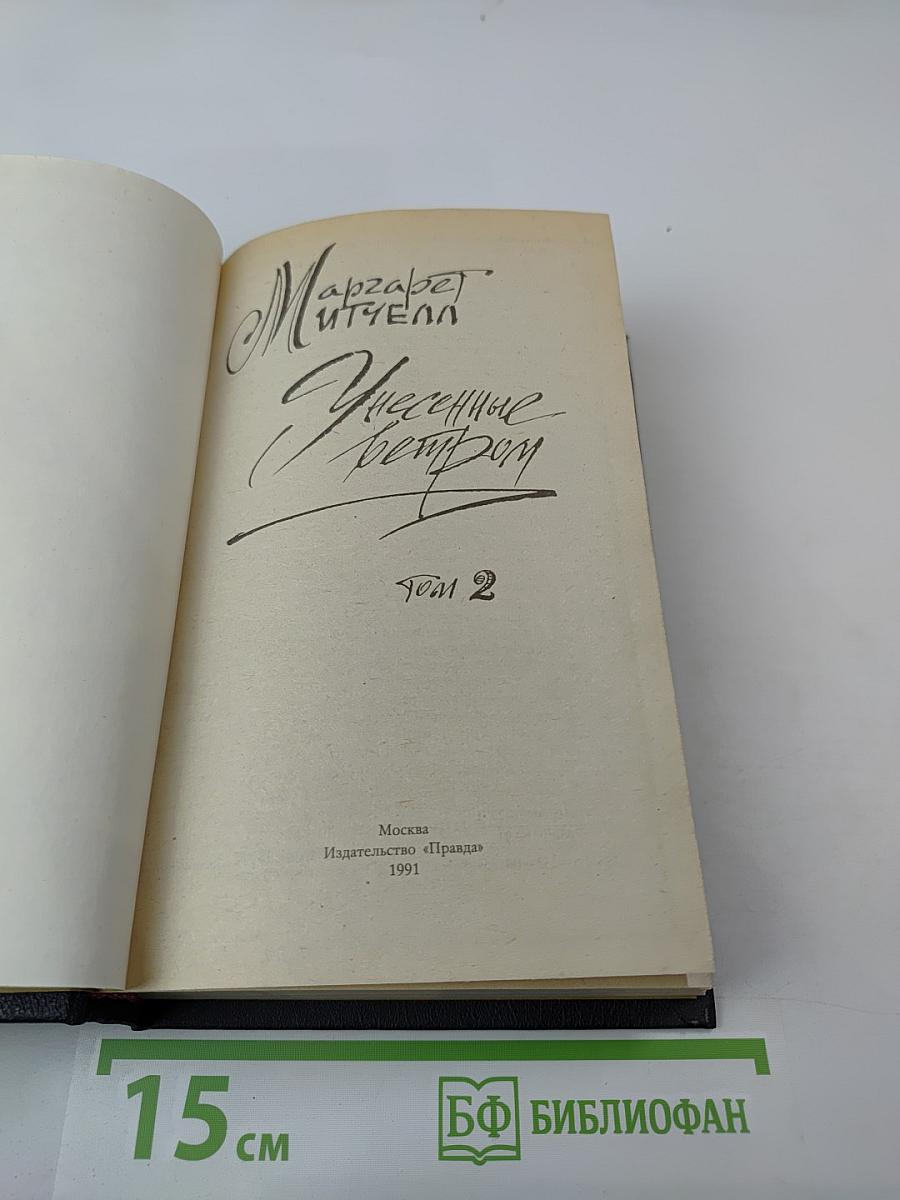 Маргарет
Митчелл
Унесенные
ветром
том 2
Москва
Издательство «Правда»
1991
15 см
БФ БИБЛИОФАН